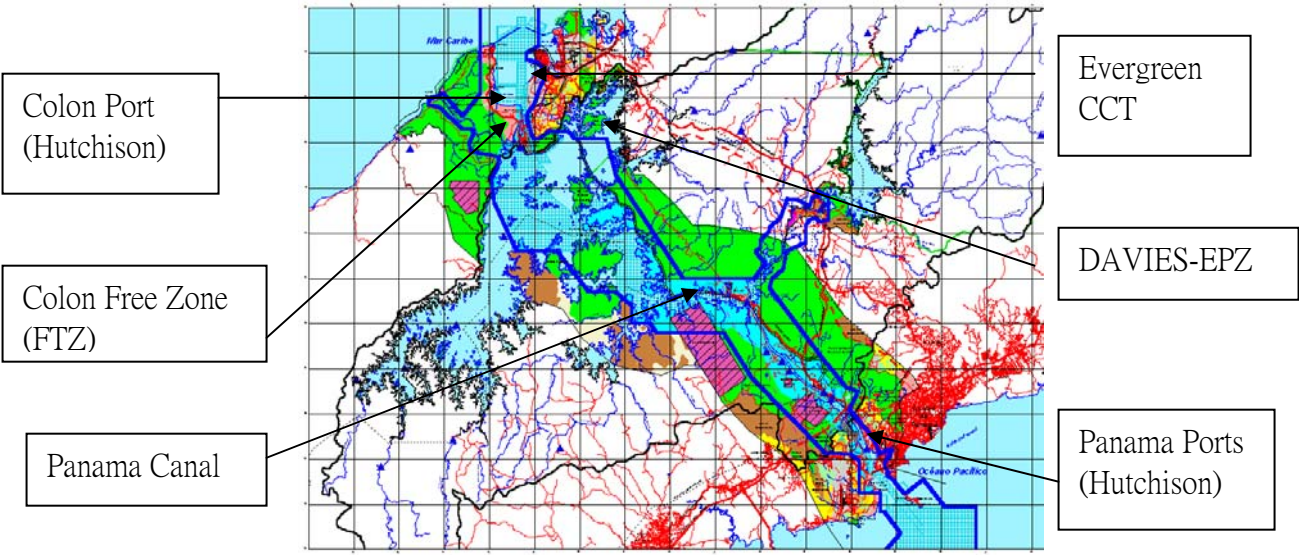 Mar Caribe
Colon Port
(Hutchison)
Evergreen
CCT
Colon Free Zone
(FTZ)
DAVIES-EPZ
Panama Canal
Panama Ports
(Hutchison)
Océano Pacífico